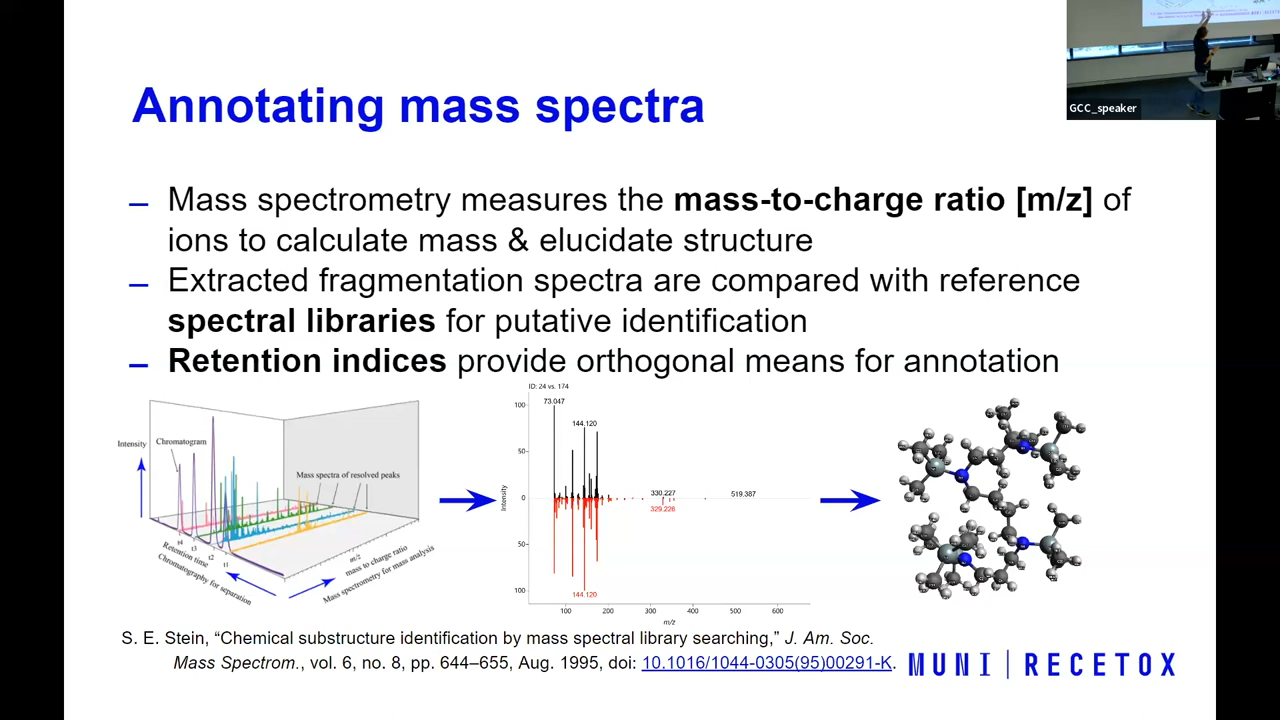 GCC_speaker
Annotating mass spectra
– Mass spectrometry measures the mass-to-charge ratio [m/z] of
ions to calculate mass & elucidate structure
– Extracted fragmentation spectra are compared with reference
spectral libraries for putative identification
– Retention indices provide orthogonal means for annotation
Intensity
Chromatogram
Mass spectra of resolved peaks
t4
t3
t2
t1
Retention time
Chromatography for separation
m/z
mass to charge ratio
Mass spectrometry for mass analysis
ID: 24 vs. 174
73.047
144.120
330.227
519.387
329.226
144.120
Intensity
100
50
0
50
100
100 200 300 400 500 600
m/z
S. E. Stein, “Chemical substructure identification by mass spectral library searching,” J. Am. Soc.
Mass Spectrom., vol. 6, no. 8, pp. 644–655, Aug. 1995, doi: 10.1016/1044-0305(95)00291-K.
MUNI | RECETOX